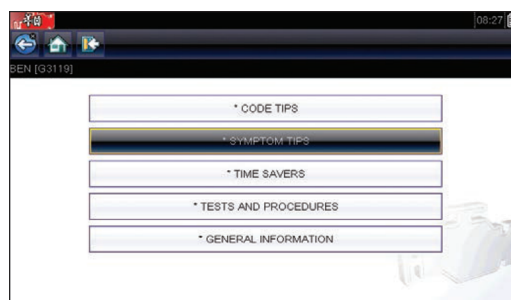 08:27
BEN [G3119]
* CODE TIPS
* SYMPTOM TIPS
* TIME SAVERS
* TESTS AND PROCEDURES
* GENERAL INFORMATION